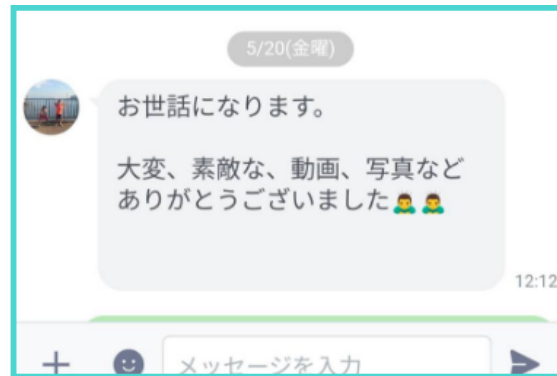 5/20(金曜)
お世話になります。
大変、素敵な、動画、写真など
ありがとうございました🙇‍♂️🙇‍♂️
12:12
メッセージを入力